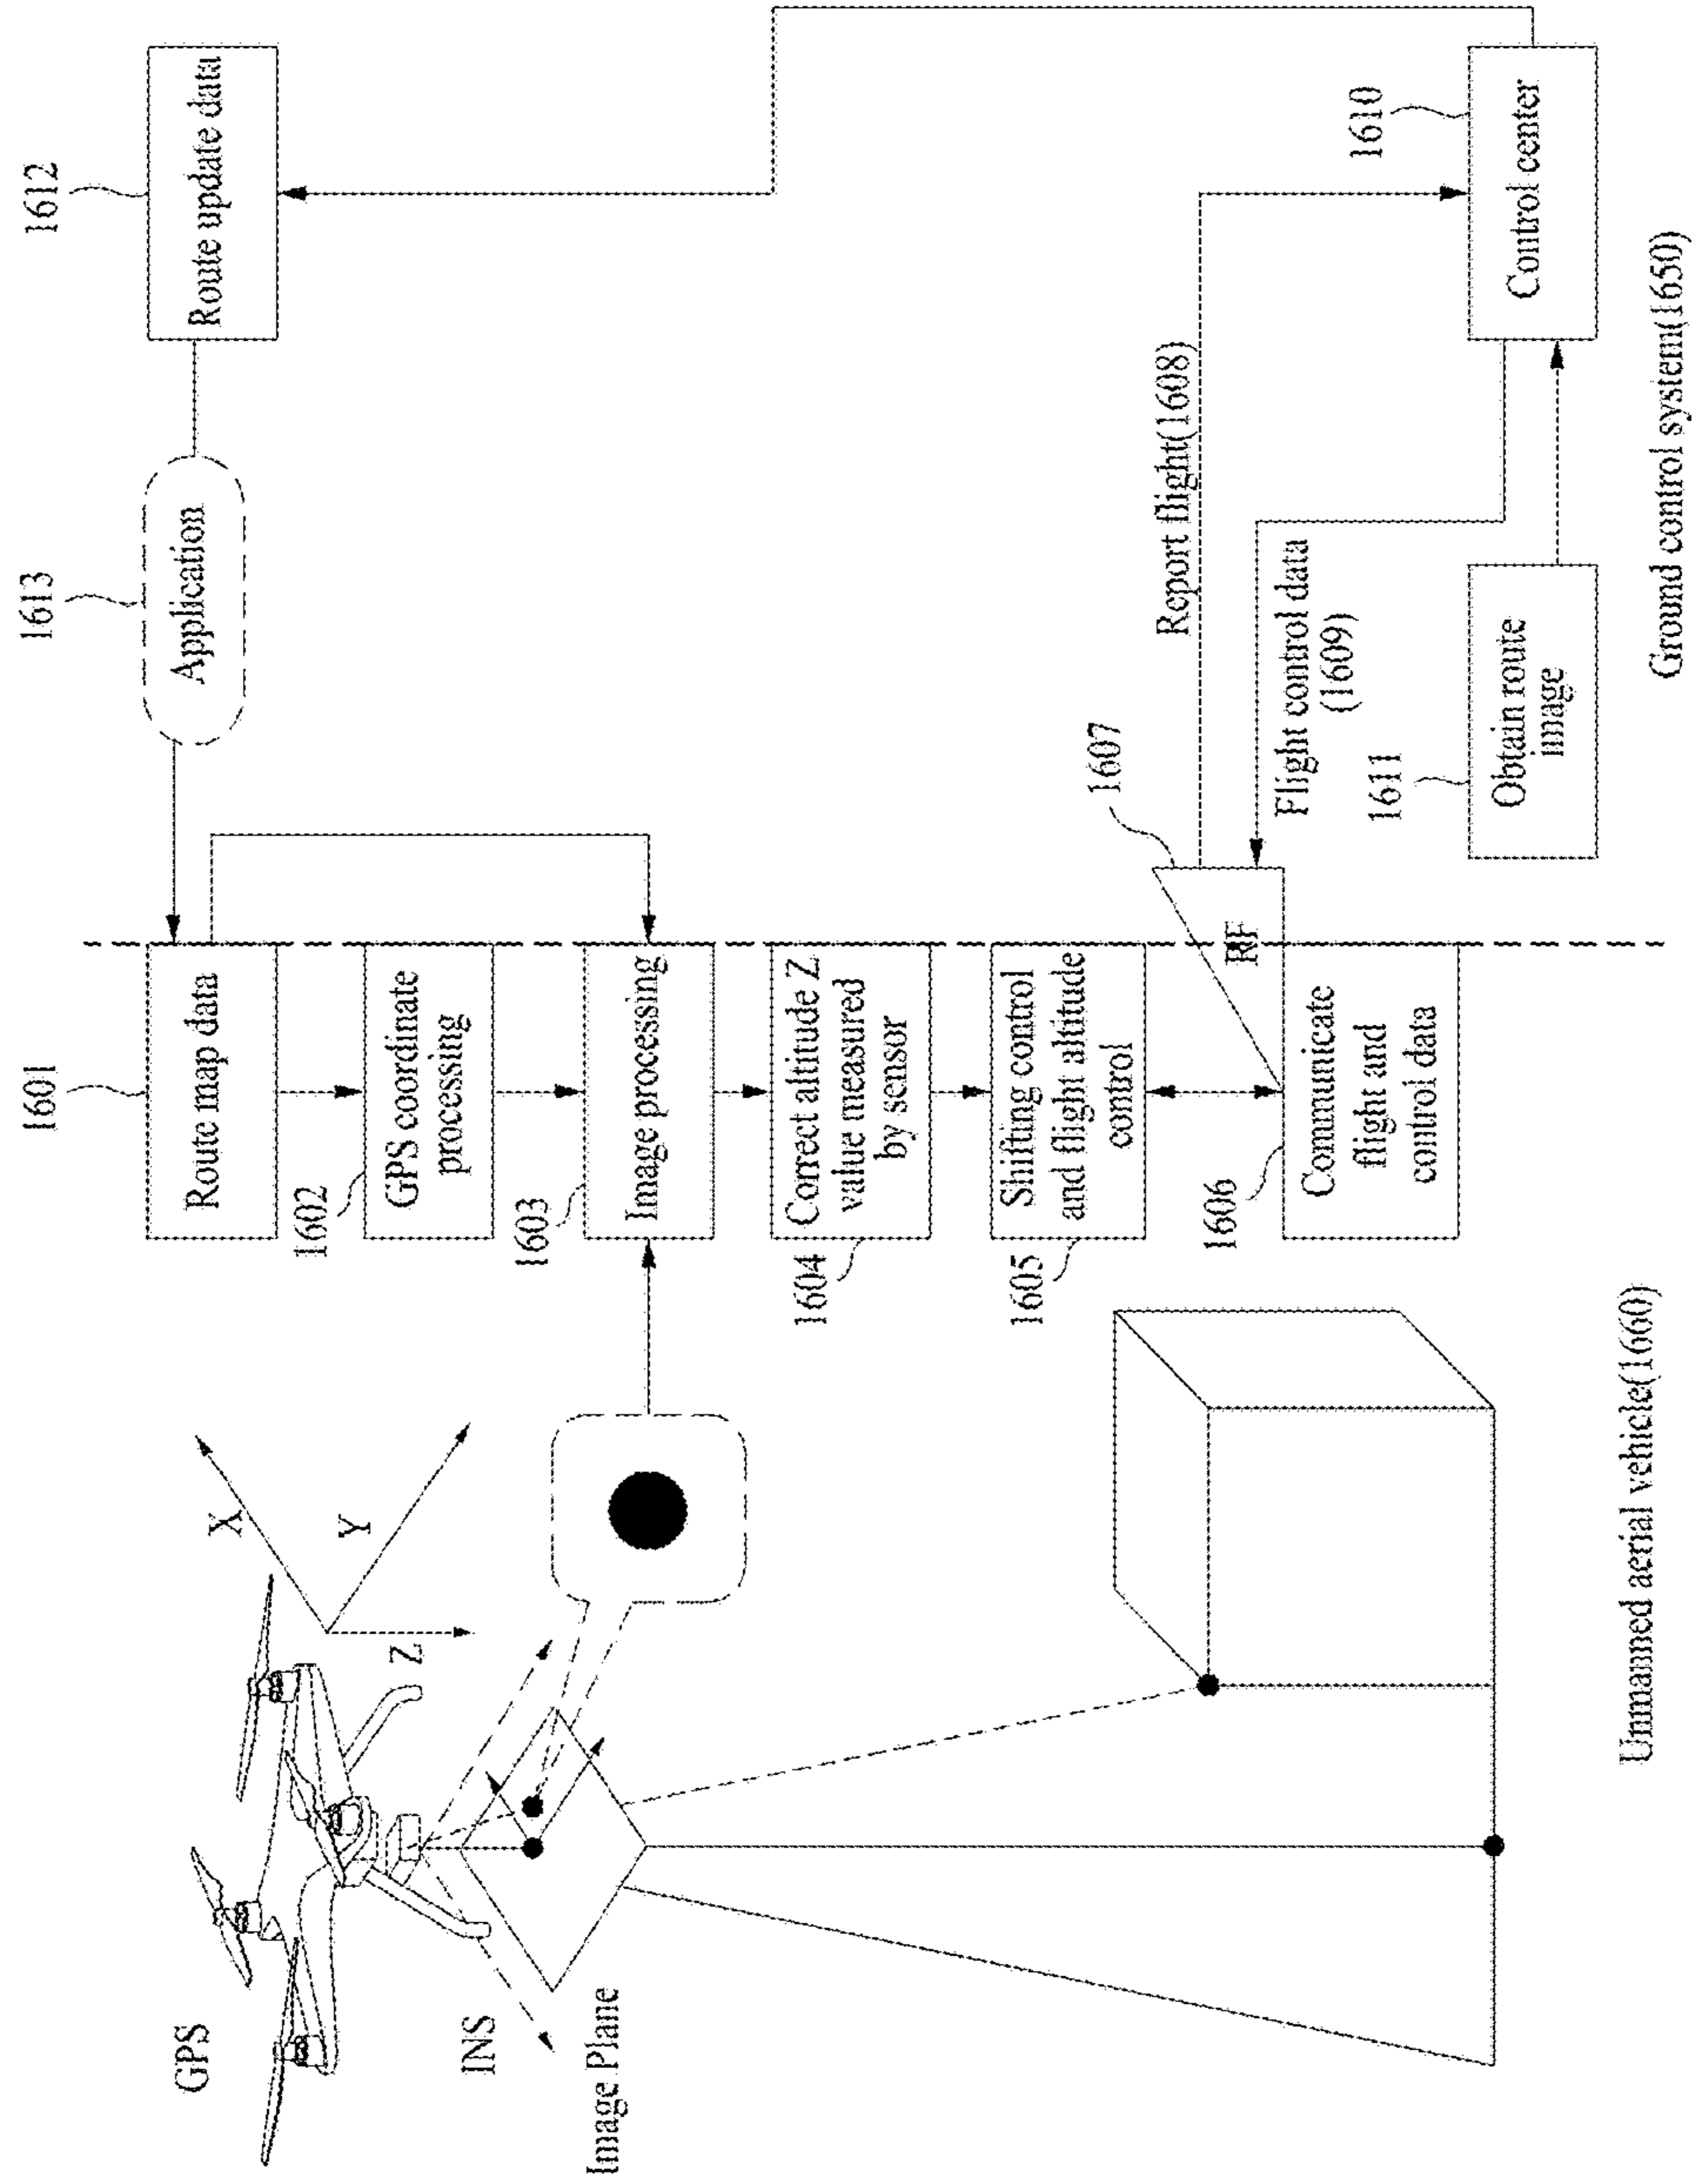 GPS
INS
Image Plane
X
Y
Z
1601
Route map data
1602
GPS coordinate
processing
1603
Image processing
1604
Correct altitude Z
value measured
by sensor
1605
Shifting control
and flight altitude
control
1606
Communicate
flight and
control data
Unmanned aerial vehicle(1660)
1613
Application
1612
Route update data
1607
RF
Report flight(1608)
Flight control data
(1609)
1611
Obtain route
image
1610
Control center
Ground control system(1650)